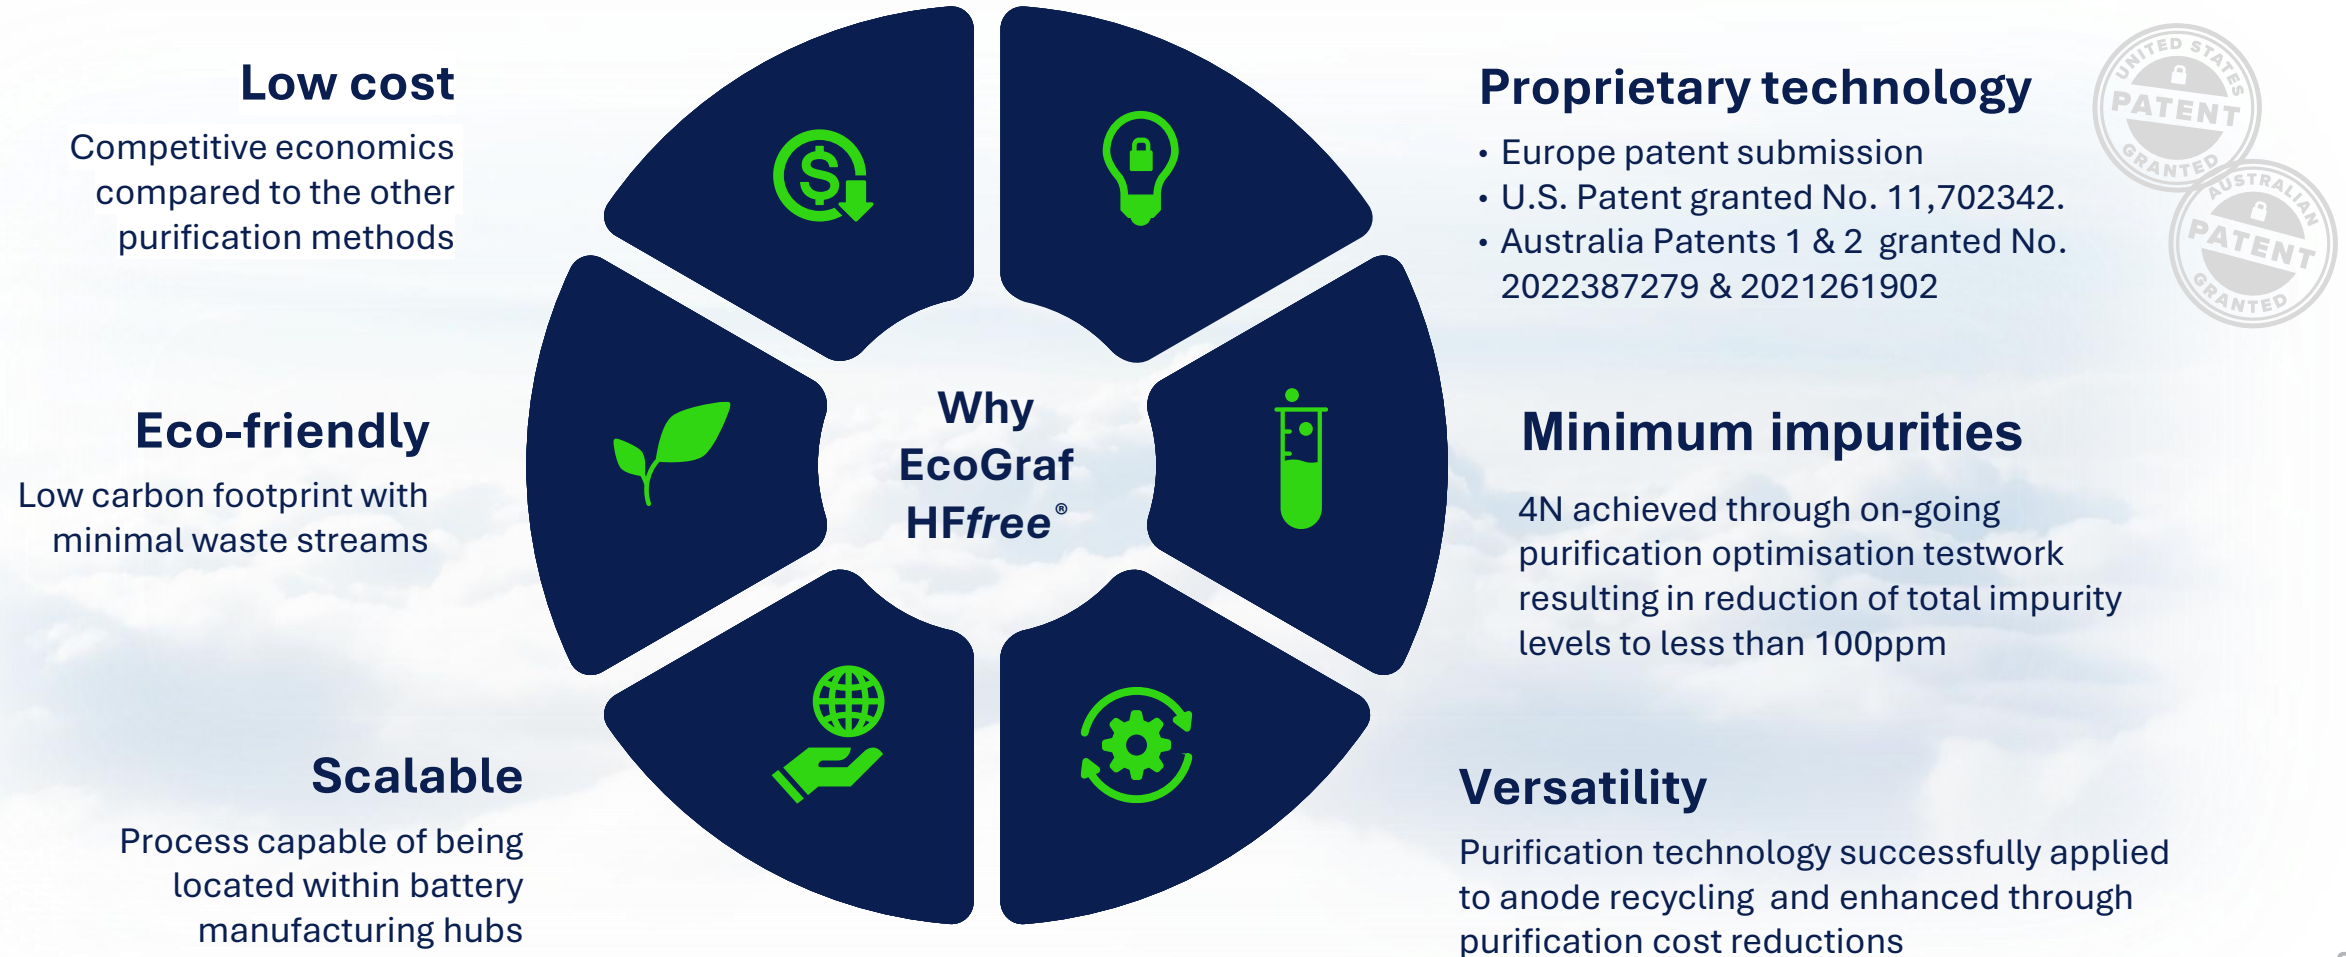 Low cost
Competitive economics
compared to the other
purification methods
Eco-friendly
Low carbon footprint with
minimal waste streams
Scalable
Process capable of being
located within battery
manufacturing hubs
$
Why
EcoGraf
HFfree®
Proprietary technology
• Europe patent submission
• U.S. Patent granted No. 11,702342.
• Australia Patents 1 & 2  granted No.
2022387279 & 2021261902
UNITED STATES
PATENT
GRANTED
AUSTRALIAN
PATENT
GRANTED
Minimum impurities
4N achieved through on-going
purification optimisation testwork
resulting in reduction of total impurity
levels to less than 100ppm
Versatility
Purification technology successfully applied
to anode recycling  and enhanced through
purification cost reductions